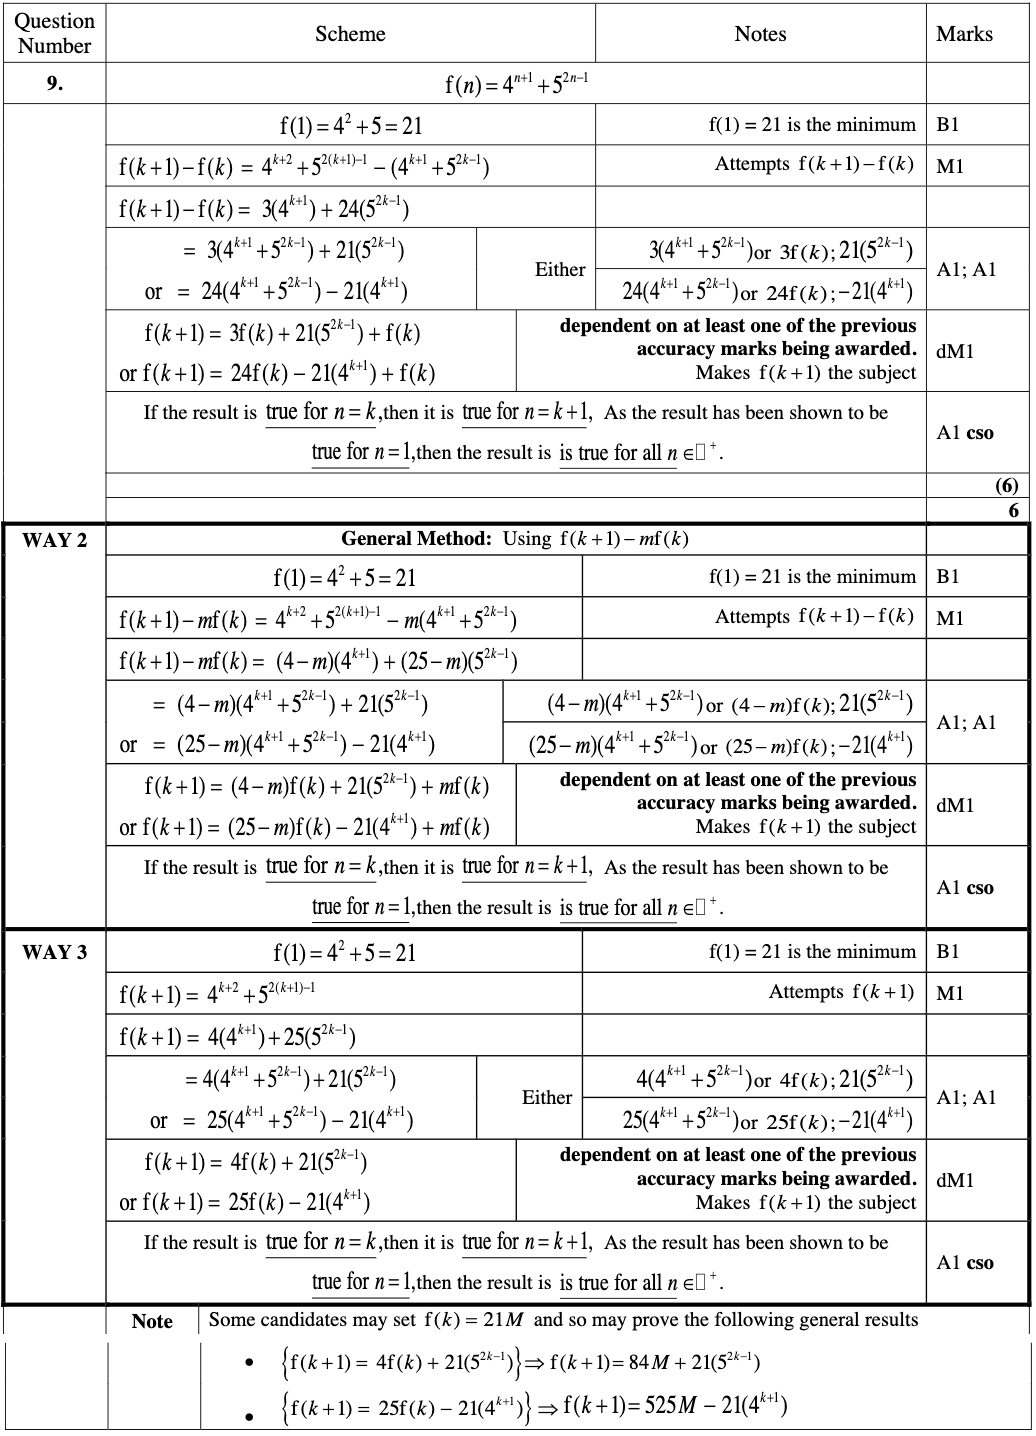 Question Number Scheme Notes Marks
9. f(n) = 4^{n+1} + 5^{2n−1}
f(1) = 4^2 + 5 = 21 f(1) = 21 is the minimum B1
f(k+1) − f(k) = 4^{k+2} + 5^{2(k+1)−1} − (4^{k+1} + 5^{2k−1}) Attempts f(k+1) − f(k) M1
f(k+1) − f(k) = 3(4^{k+1}) + 24(5^{2k−1})
= 3(4^{k+1} + 5^{2k−1}) + 21(5^{2k−1}) 3(4^{k+1} + 5^{2k−1}) or 3f(k); 21(5^{2k−1})
Either A1; A1
or = 24(4^{k+1} + 5^{2k−1}) − 21(4^{k+1}) 24(4^{k+1} + 5^{2k−1}) or 24f(k); −21(4^{k+1})
f(k+1) = 3f(k) + 21(5^{2k−1}) + f(k) dependent on at least one of the previous
accuracy marks being awarded. dM1
or f(k+1) = 24f(k) − 21(4^{k+1}) + f(k) Makes f(k+1) the subject
If the result is true for n = k, then it is true for n = k+1, As the result has been shown to be
A1 cso
true for n = 1, then the result is is true for all n ∈ □^+.
(6)
6
WAY 2 General Method: Using f(k+1) − mf(k)
f(1) = 4^2 + 5 = 21 f(1) = 21 is the minimum B1
f(k+1) − mf(k) = 4^{k+2} + 5^{2(k+1)−1} − m(4^{k+1} + 5^{2k−1}) Attempts f(k+1) − f(k) M1
f(k+1) − mf(k) = (4−m)(4^{k+1}) + (25−m)(5^{2k−1})
= (4−m)(4^{k+1} + 5^{2k−1}) + 21(5^{2k−1}) (4−m)(4^{k+1} + 5^{2k−1}) or (4−m)f(k); 21(5^{2k−1})
A1; A1
or = (25−m)(4^{k+1} + 5^{2k−1}) − 21(4^{k+1}) (25−m)(4^{k+1} + 5^{2k−1}) or (25−m)f(k); −21(4^{k+1})
f(k+1) = (4−m)f(k) + 21(5^{2k−1}) + mf(k) dependent on at least one of the previous
accuracy marks being awarded. dM1
or f(k+1) = (25−m)f(k) − 21(4^{k+1}) + mf(k) Makes f(k+1) the subject
If the result is true for n = k, then it is true for n = k+1, As the result has been shown to be
A1 cso
true for n = 1, then the result is is true for all n ∈ □^+.
WAY 3 f(1) = 4^2 + 5 = 21 f(1) = 21 is the minimum B1
f(k+1) = 4^{k+2} + 5^{2(k+1)−1} Attempts f(k+1) M1
f(k+1) = 4(4^{k+1}) + 25(5^{2k−1})
= 4(4^{k+1} + 5^{2k−1}) + 21(5^{2k−1}) 4(4^{k+1} + 5^{2k−1}) or 4f(k); 21(5^{2k−1})
Either A1; A1
or = 25(4^{k+1} + 5^{2k−1}) − 21(4^{k+1}) 25(4^{k+1} + 5^{2k−1}) or 25f(k); −21(4^{k+1})
f(k+1) = 4f(k) + 21(5^{2k−1}) dependent on at least one of the previous
accuracy marks being awarded. dM1
or f(k+1) = 25f(k) − 21(4^{k+1}) Makes f(k+1) the subject
If the result is true for n = k, then it is true for n = k+1, As the result has been shown to be
A1 cso
true for n = 1, then the result is is true for all n ∈ □^+.
Note Some candidates may set f(k) = 21M and so may prove the following general results
• {f(k+1) = 4f(k) + 21(5^{2k−1})} ⇒ f(k+1) = 84M + 21(5^{2k−1})
• {f(k+1) = 25f(k) − 21(4^{k+1})} ⇒ f(k+1) = 525M − 21(4^{k+1})